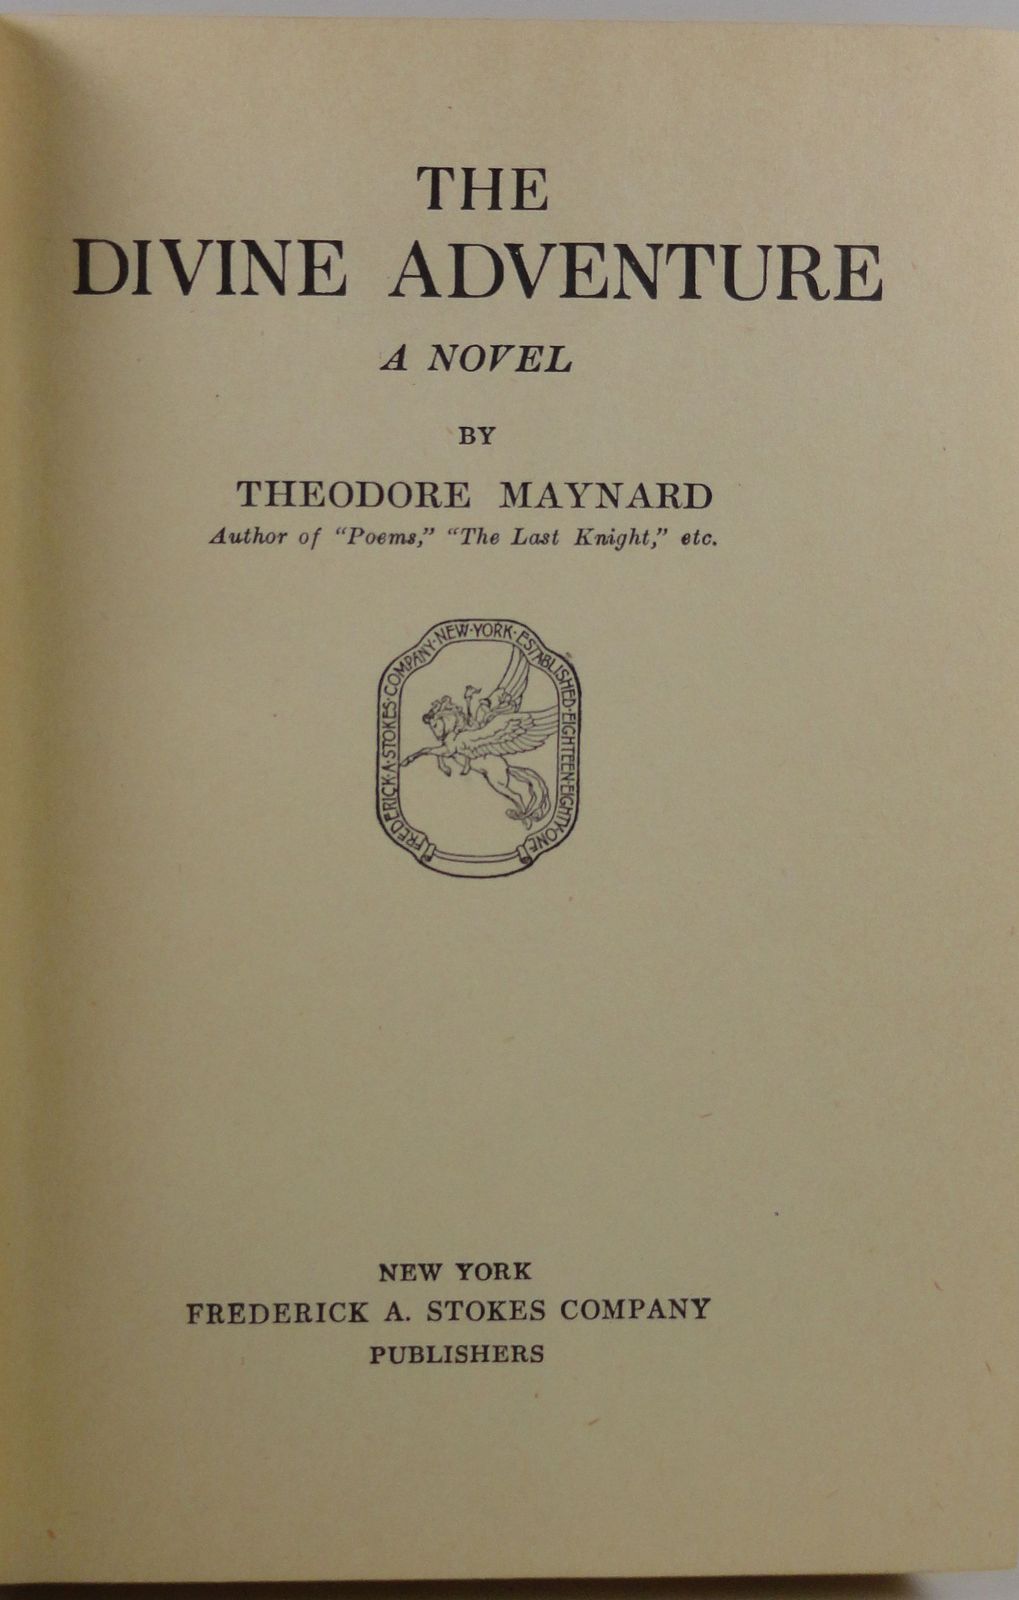 THE
DIVINE ADVENTURE
A NOVEL
BY
THEODORE MAYNARD
Author of “Poems,” “The Last Knight,” etc.
FREDERICK·A·STOKES·COMPANY·NEW·YORK·ESTABLISHED·EIGHTEEN·EIGHTY·ONE
NEW YORK
FREDERICK A. STOKES COMPANY
PUBLISHERS